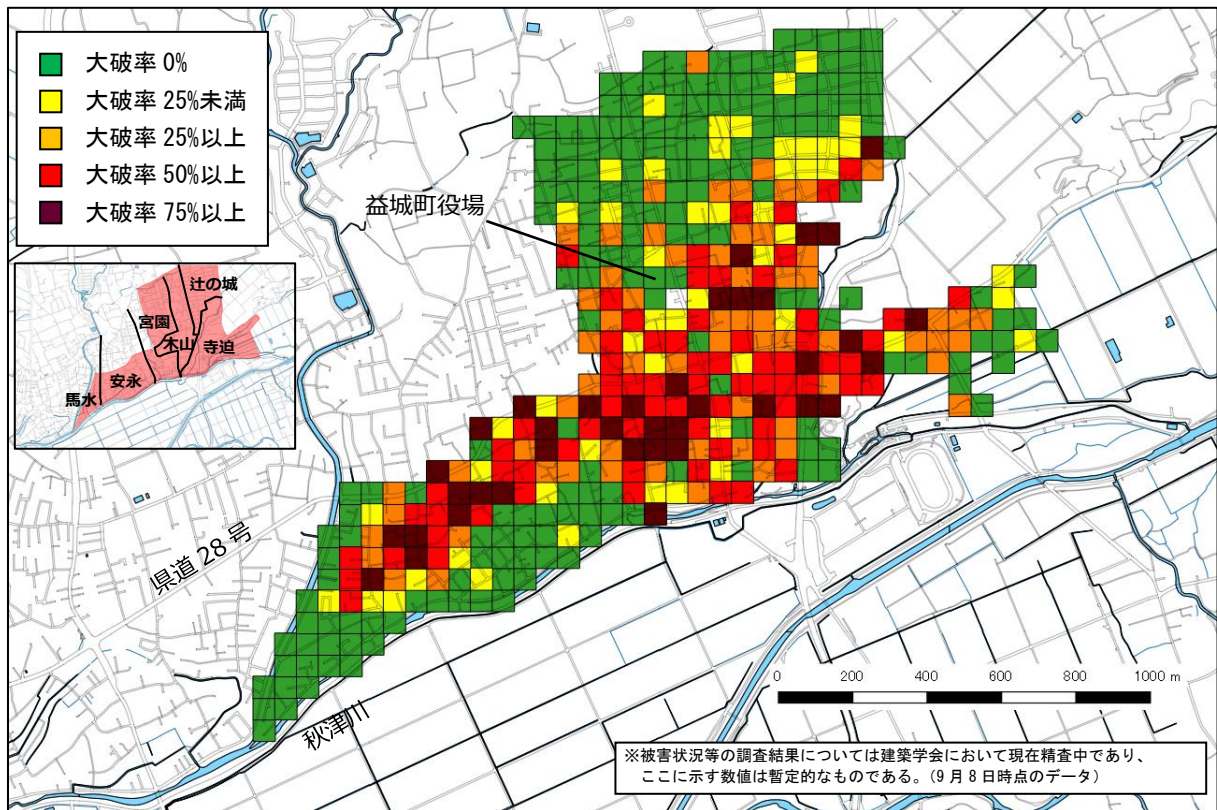 大破率 0%
大破率 25%未満
大破率 25%以上
大破率 50%以上
大破率 75%以上
益城町役場
辻の城
宮園
木山
寺迫
安永
馬水
県道 28 号
秋津川
0 200 400 600 800 1000 m
※被害状況等の調査結果については建築学会において現在精査中であり、
ここに示す数値は暫定的なものである。(9 月 8 日時点のデータ)